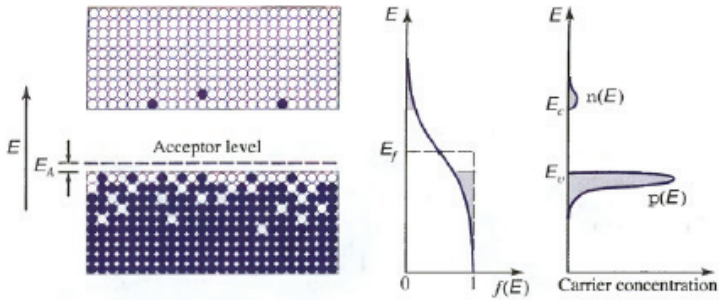 E
E_A
Acceptor level
E
E_f
0
1
f(E)
E
E_c
n(E)
E_v
p(E)
Carrier concentration